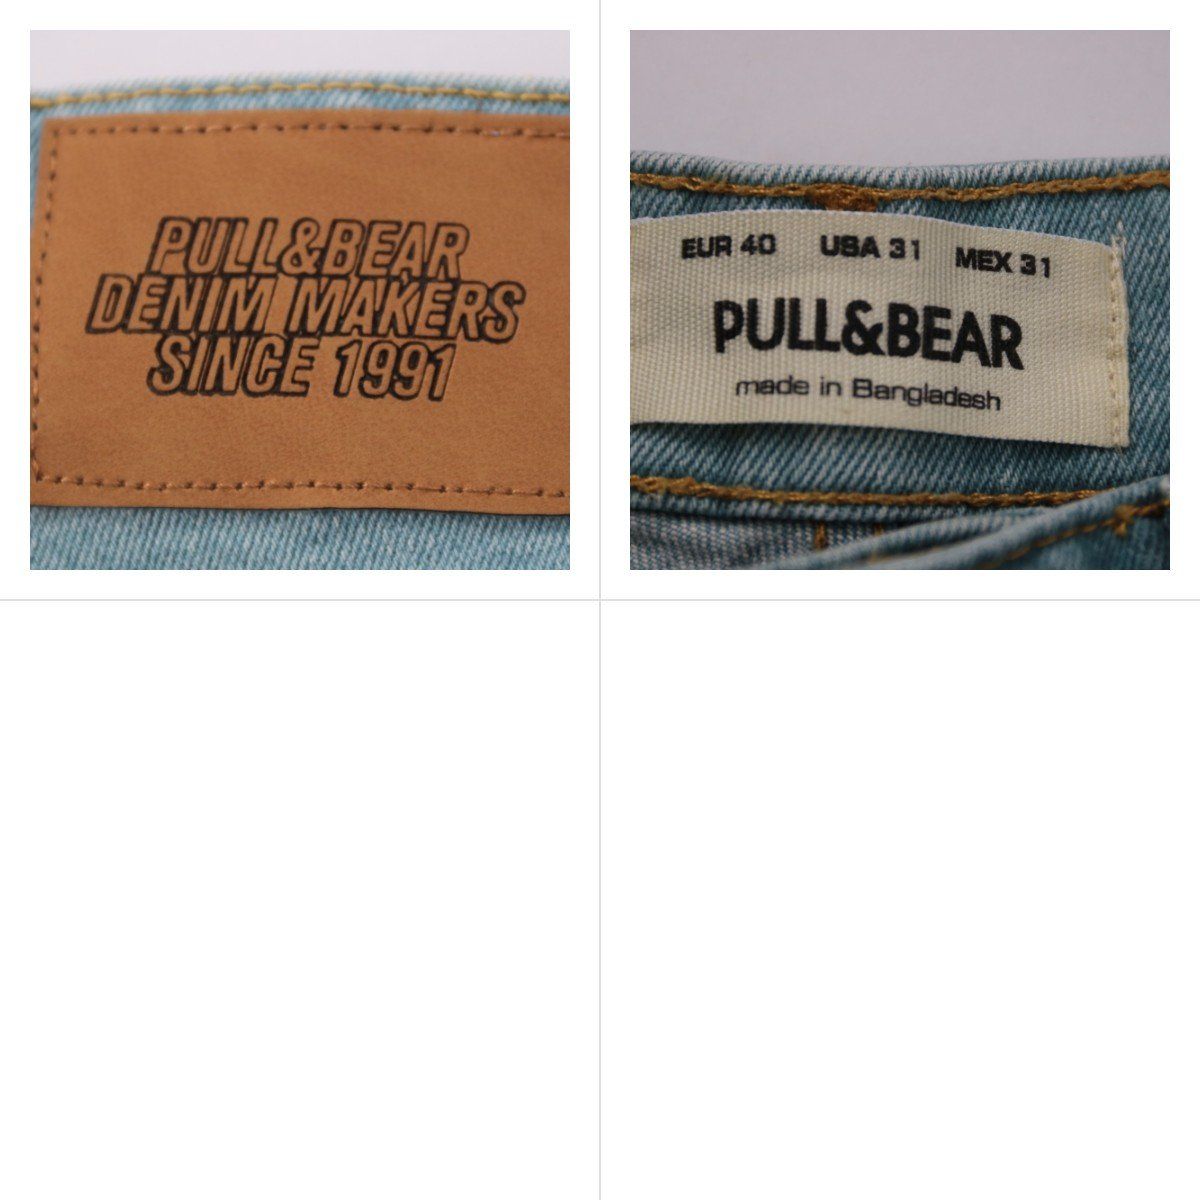 PULL&BEAR
DENIM MAKERS
SINCE 1991
EUR 40 USA 31 MEX 31
PULL&BEAR
made in Bangladesh